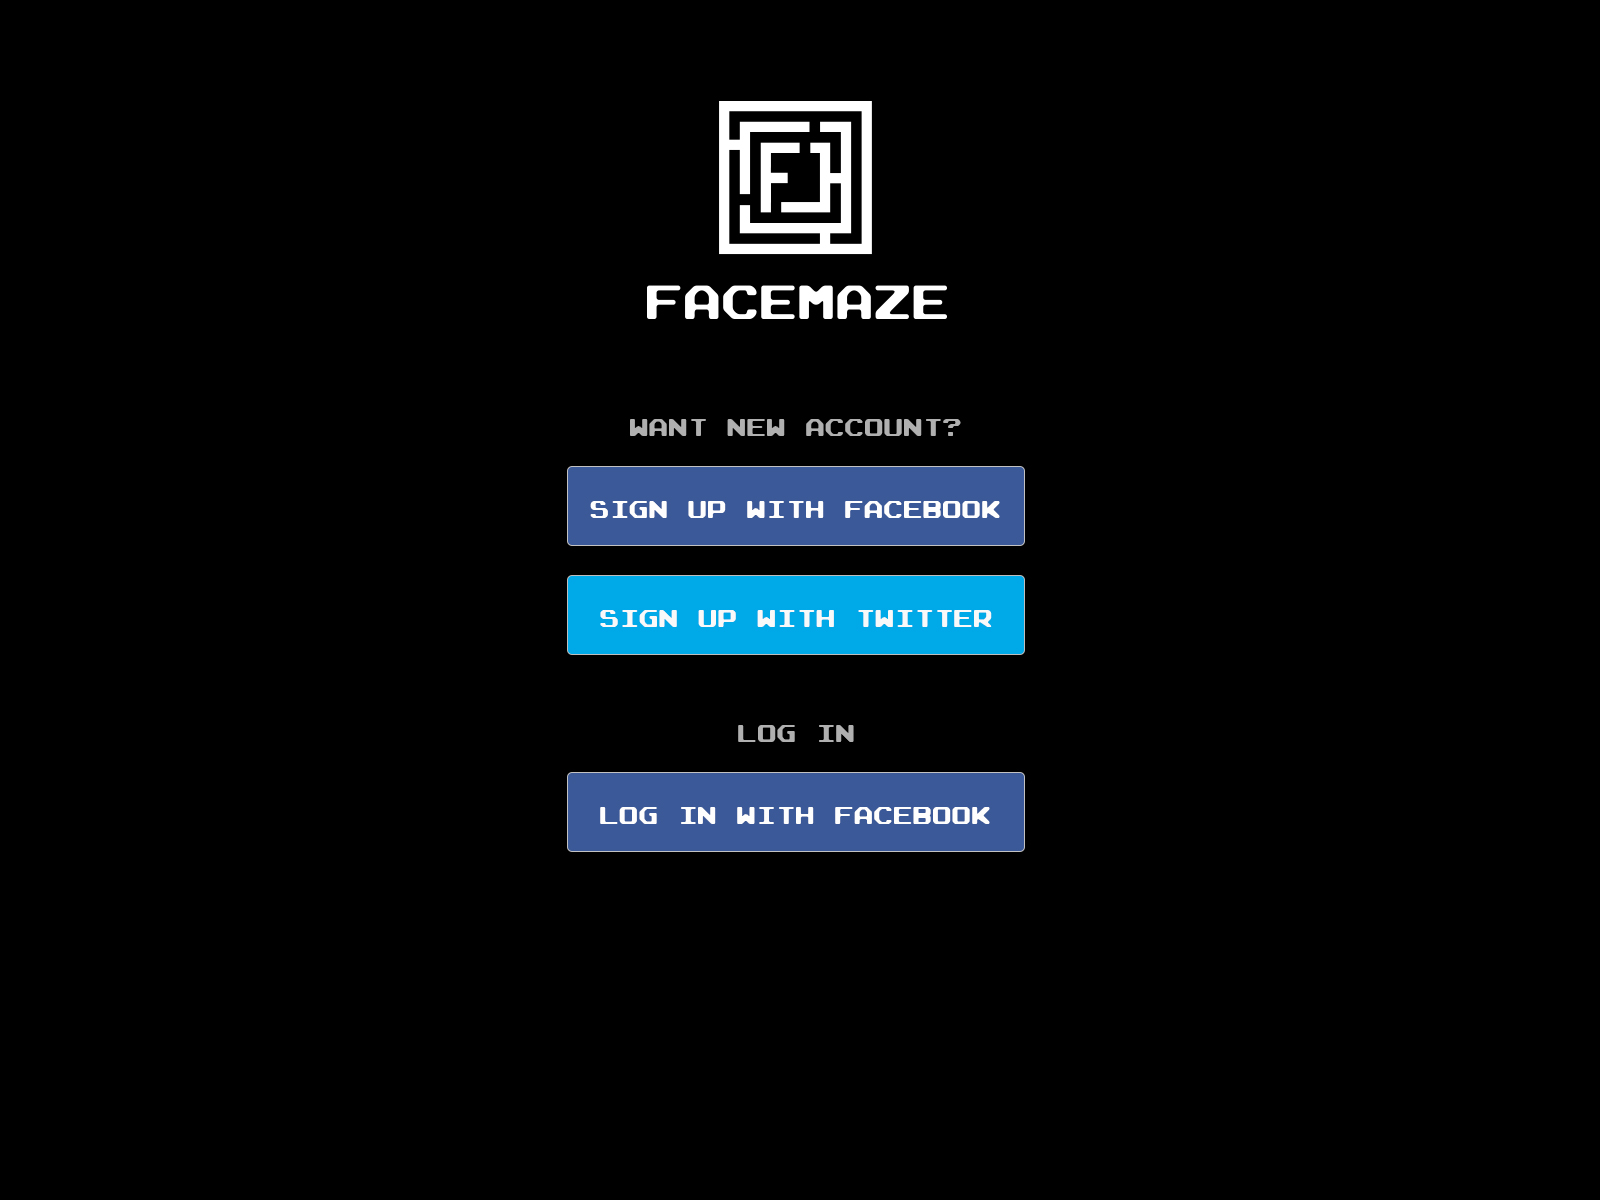 FACEMAZE
WANT NEW ACCOUNT?
SIGN UP WITH FACEBOOK
SIGN UP WITH TWITTER
LOG IN
LOG IN WITH FACEBOOK